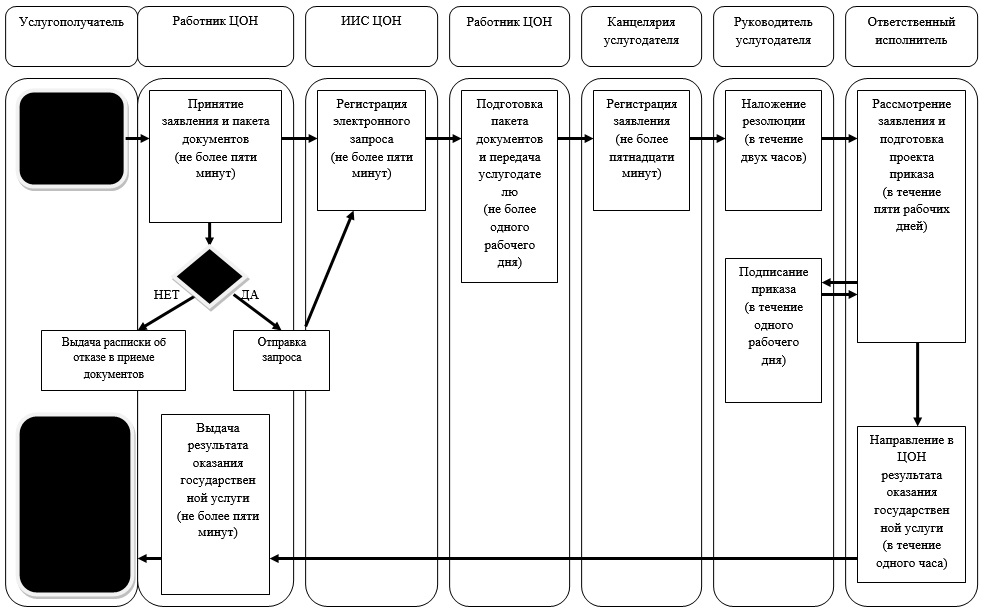 Услугополучатель
Работник ЦОН
ИИС ЦОН
Работник ЦОН
Канцелярия
услугодателя
Руководитель
услугодателя
Ответственный
исполнитель
Принятие
заявления и пакета
документов
(не более пяти
минут)
Регистрация
электронного
запроса
(не более пяти
минут)
Подготовка
пакета
документов
и передача
услугодате
лю
(не более
одного
рабочего
дня)
Регистрация
заявления
(не более
пятнадцати
минут)
Наложение
резолюции
(в течение
двух часов)
Рассмотрение
заявления и
подготовка
проекта
приказа
(в течение
пяти рабочих
дней)
НЕТ
ДА
Выдача расписки об
отказе в приеме
документов
Отправка
запроса
Подписание
приказа
(в течение
одного
рабочего
дня)
Выдача
результата
оказания
государствен
ной услуги
(не более пяти
минут)
Направление в
ЦОН
результата
оказания
государствен
ной услуги
(в течение
одного часа)